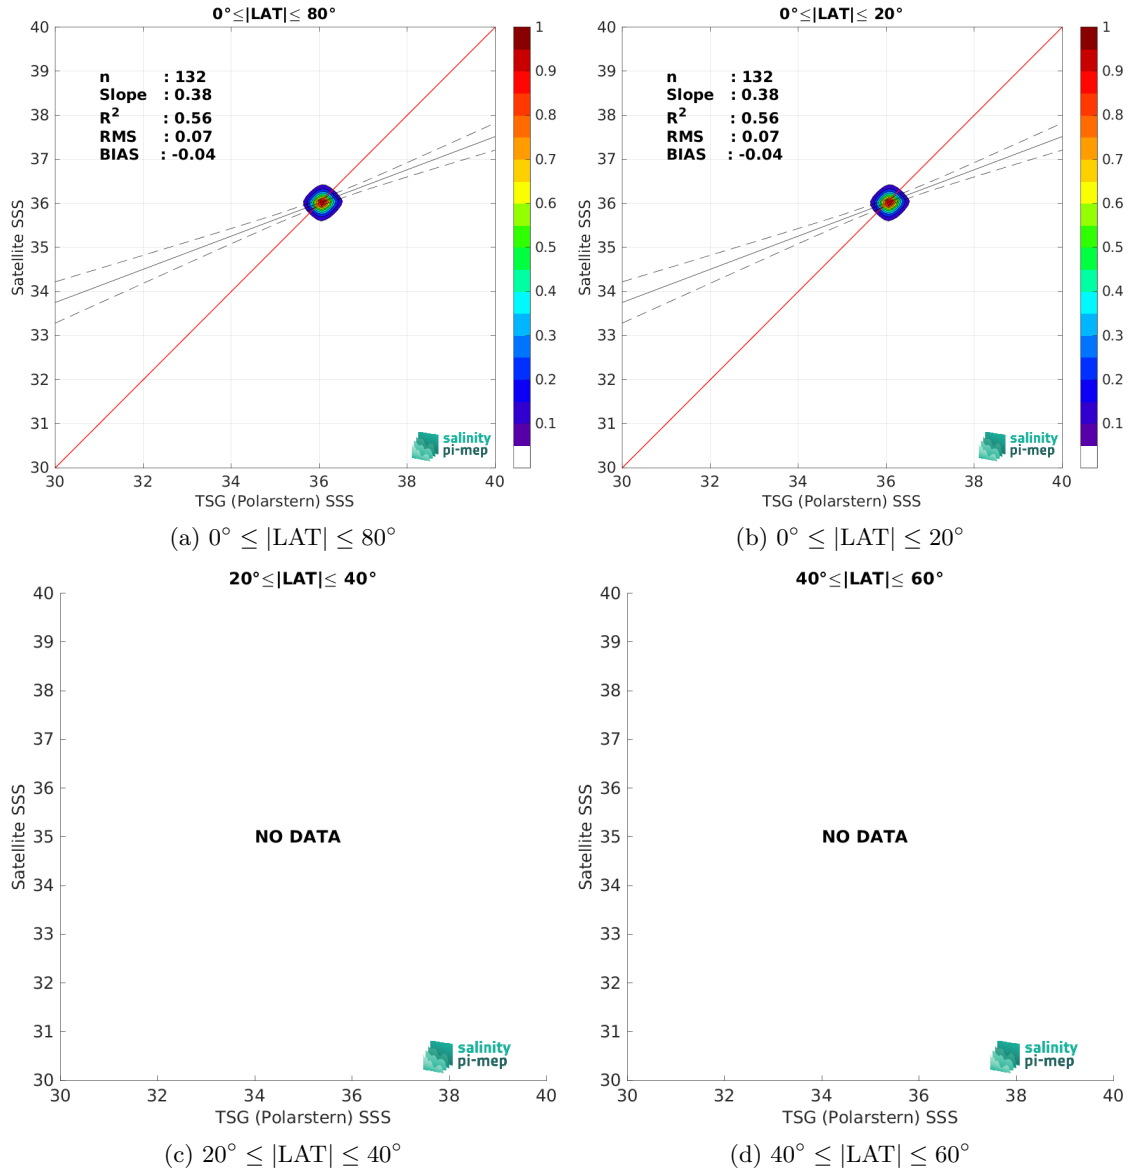 0°≤|LAT|≤ 80°
40
39
38
37
36
35
34
33
32
31
30
Satellite SSS
n : 132
Slope : 0.38
R² : 0.56
RMS : 0.07
BIAS : -0.04
salinity
pi-mep
30 32 34 36 38 40
TSG (Polarstern) SSS
1
0.9
0.8
0.7
0.6
0.5
0.4
0.3
0.2
0.1
(a) 0° ≤ |LAT| ≤ 80°
0°≤|LAT|≤ 20°
40
39
38
37
36
35
34
33
32
31
30
Satellite SSS
n : 132
Slope : 0.38
R² : 0.56
RMS : 0.07
BIAS : -0.04
salinity
pi-mep
30 32 34 36 38 40
TSG (Polarstern) SSS
1
0.9
0.8
0.7
0.6
0.5
0.4
0.3
0.2
0.1
(b) 0° ≤ |LAT| ≤ 20°
20°≤|LAT|≤ 40°
40
39
38
37
36
35
34
33
32
31
30
Satellite SSS
NO DATA
salinity
pi-mep
30 32 34 36 38 40
TSG (Polarstern) SSS
(c) 20° ≤ |LAT| ≤ 40°
40°≤|LAT|≤ 60°
40
39
38
37
36
35
34
33
32
31
30
Satellite SSS
NO DATA
salinity
pi-mep
30 32 34 36 38 40
TSG (Polarstern) SSS
(d) 40° ≤ |LAT| ≤ 60°